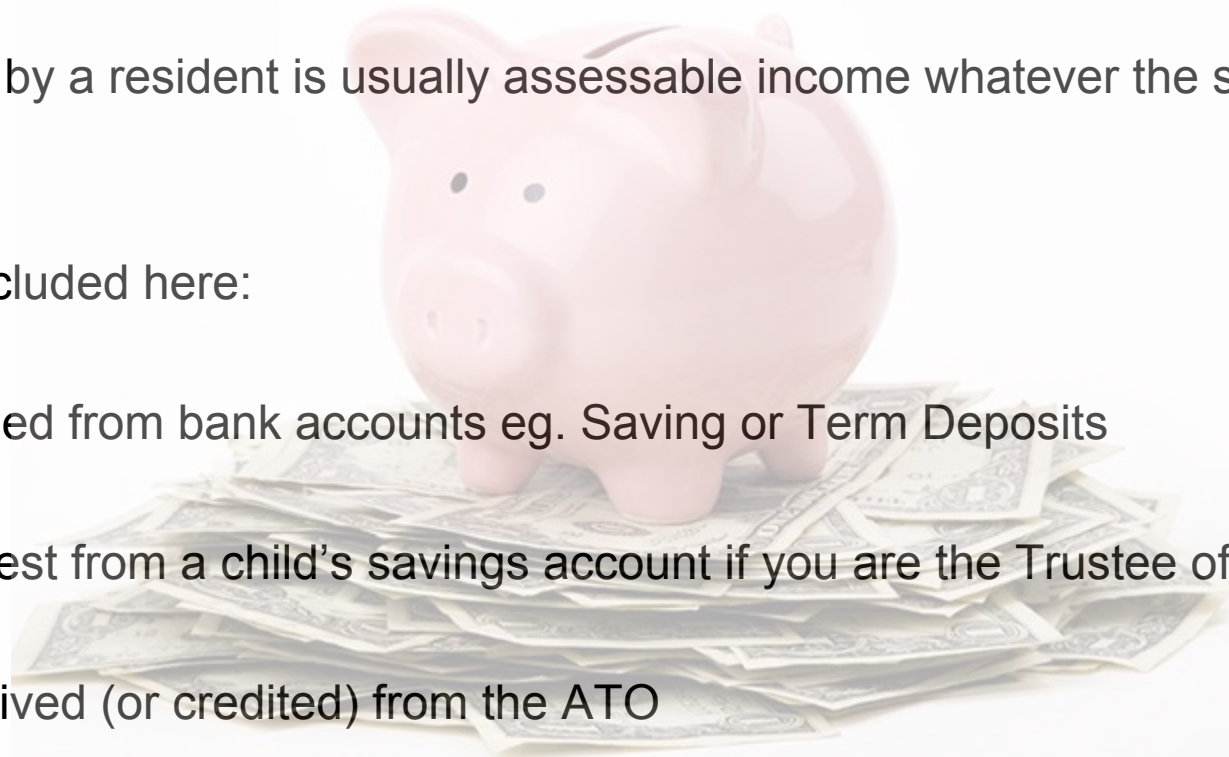 by a resident is usually assessable income whatever the s
cluded here:
ed from bank accounts eg. Saving or Term Deposits
est from a child’s savings account if you are the Trustee of
ived (or credited) from the ATO